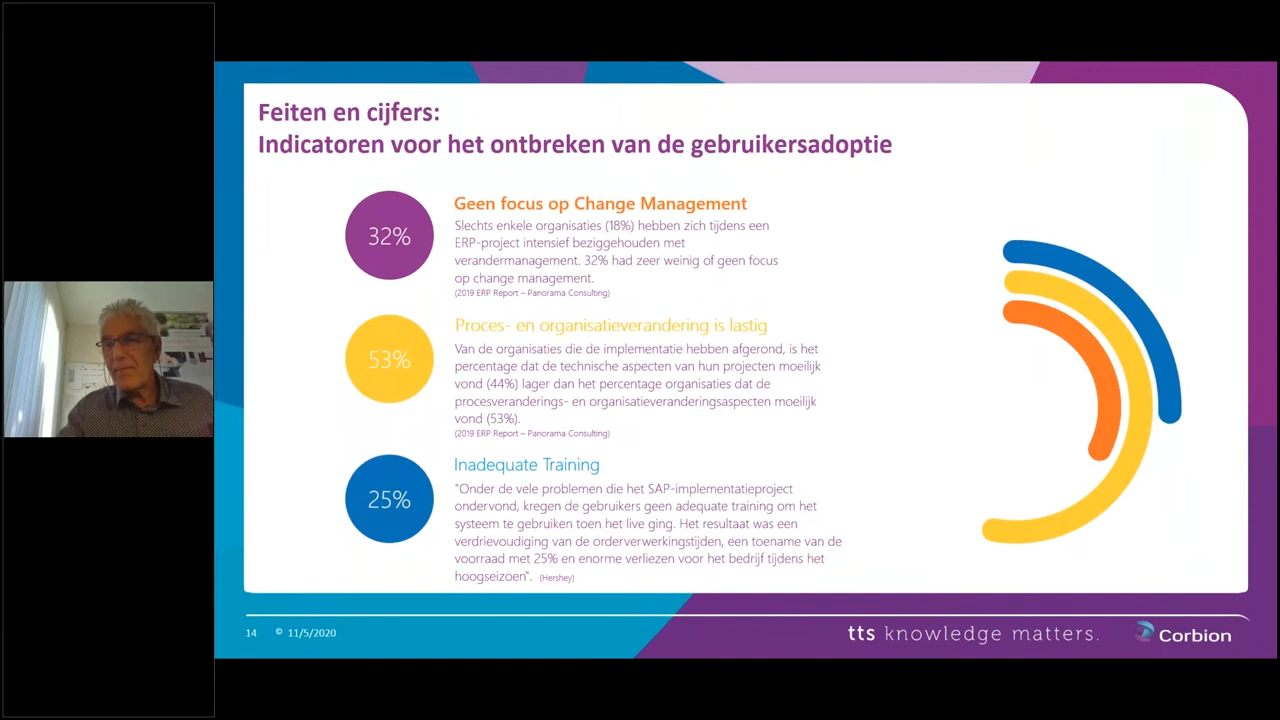 Feiten en cijfers:
Indicatoren voor het ontbreken van de gebruikersadoptie
32%
Geen focus op Change Management
Slechts enkele organisaties (18%) hebben zich tijdens een
ERP-project intensief beziggehouden met
verandermanagement. 32% had zeer weinig of geen focus
op change management.
(2019 ERP Report – Panorama Consulting)
53%
Proces- en organisatieverandering is lastig
Van de organisaties die de implementatie hebben afgerond, is het
percentage dat de technische aspecten van hun projecten moeilijk
vond (44%) lager dan het percentage organisaties dat de
procesveranderings- en organisatieveranderingsaspecten moeilijk
vond (53%).
(2019 ERP Report – Panorama Consulting)
25%
Inadequate Training
"Onder de vele problemen die het SAP-implementatieproject
ondervond, kregen de gebruikers geen adequate training om het
systeem te gebruiken toen het live ging. Het resultaat was een
verdrievoudiging van de orderverwerkingstijden, een toename van de
voorraad met 25% en enorme verliezen voor het bedrijf tijdens het
hoogseizoen". (Hershey)
14 © 11/5/2020
tts knowledge matters.
Corbion